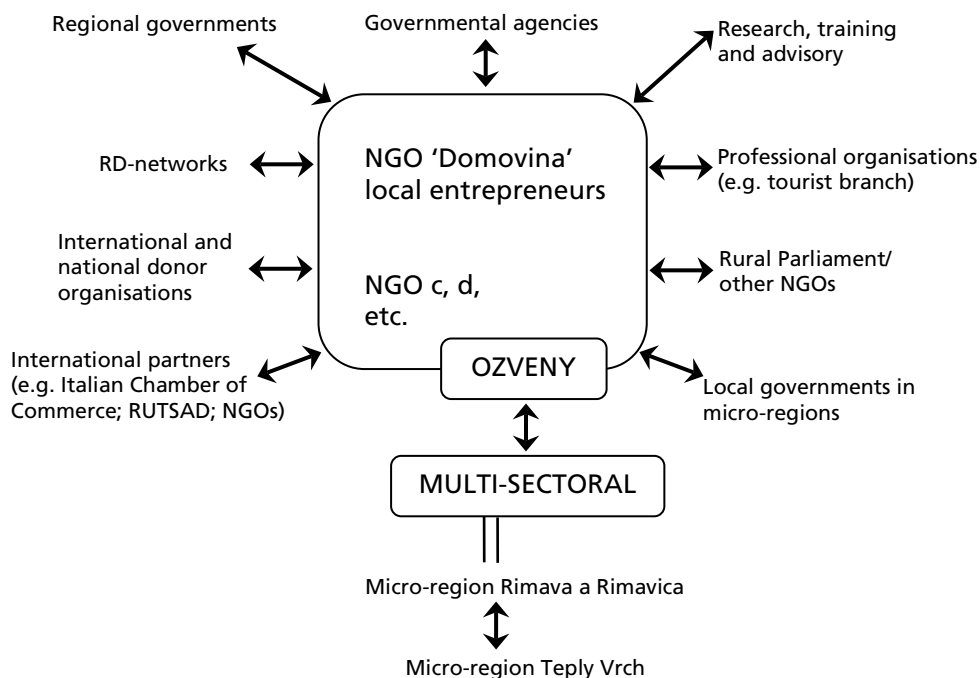 Regional governments
Governmental agencies
Research, training
and advisory
NGO 'Domovina'
local entrepreneurs
RD-networks
Professional organisations
(e.g. tourist branch)
International and
national donor
organisations
NGO c, d,
etc.
Rural Parliament/
other NGOs
International partners
(e.g. Italian Chamber of
Commerce; RUTSAD; NGOs)
OZVENY
Local governments in
micro-regions
MULTI-SECTORAL
Micro-region Rimava a Rimavica
Micro-region Teply Vrch